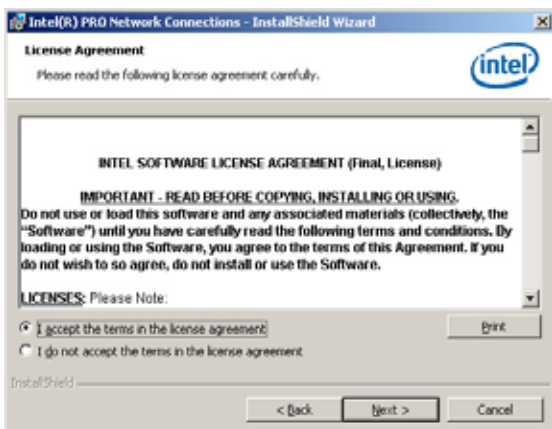 Intel(R) PRO Network Connections - InstallShield Wizard
License Agreement
Please read the following license agreement carefully.
intel
INTEL SOFTWARE LICENSE AGREEMENT (Final, License)
IMPORTANT - READ BEFORE COPYING, INSTALLING OR USING.
Do not use or load this software and any associated materials (collectively, the
“Software”) until you have carefully read the following terms and conditions. By
loading or using the Software, you agree to the terms of this Agreement. If you
do not wish to so agree, do not install or use the Software.
LICENSES: Please Note:
I accept the terms in the license agreement
Print
I do not accept the terms in the license agreement
InstallShield
< Back
Next >
Cancel